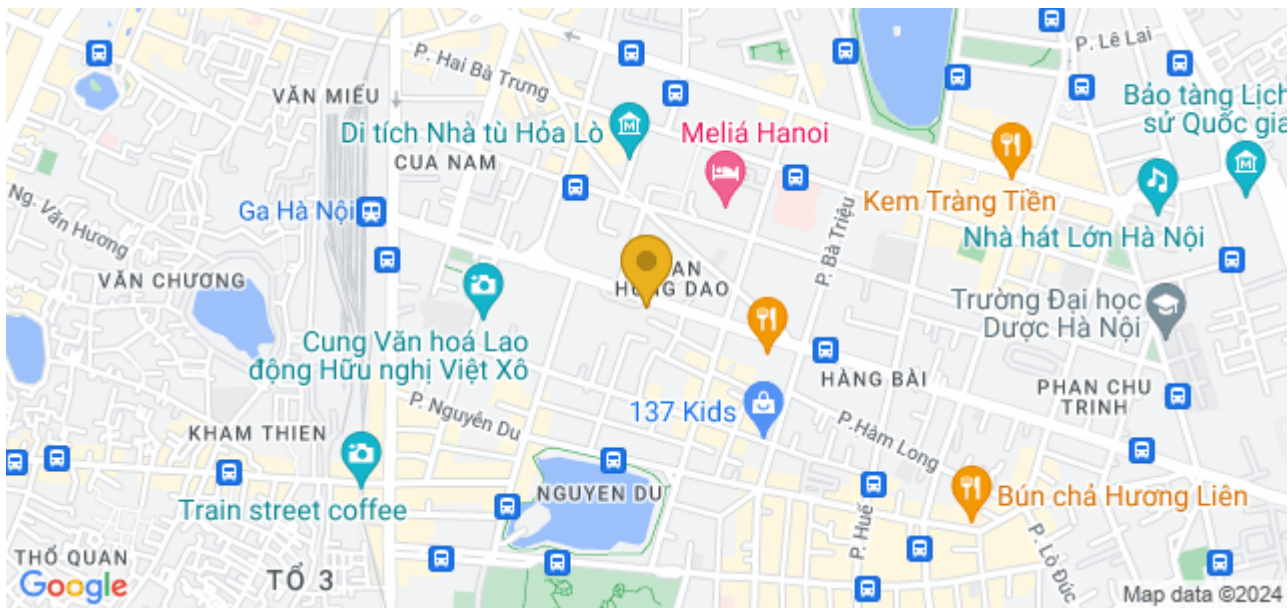 P. Lê Lai
P. Hai Bà Trưng
VĂN MIẾU
Bảo tàng Lịch
sử Quốc gia
Di tích Nhà tù Hỏa Lò
Meliá Hanoi
CUA NAM
Kem Tràng Tiền
Ng. Văn Hương
Ga Hà Nội
P. Bà Triệu
Nhà hát Lớn Hà Nội
VĂN CHƯƠNG
AN
H NG DAO
Trường Đại học
Dược Hà Nội
Cung Văn hoá Lao
động Hữu nghị Việt Xô
HÀNG BÀI
PHAN CHU
TRINH
P. Nguyễn Du
137 Kids
P.Hàm Long
KHAM THIEN
NGUYEN DU
Bún chả Hương Liên
Train street coffee
P. Huế
P. Lò Đúc
THỔ QUAN
TỔ 3
Google
Map data ©2024